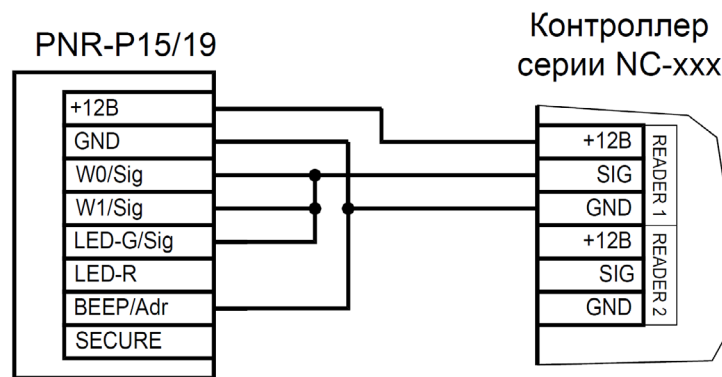 PNR-P15/19
Контроллер
серии NC-xxx
+12В
GND
W0/Sig
W1/Sig
LED-G/Sig
LED-R
BEEP/Adr
SECURE
+12В
SIG
GND
READER 1
+12В
SIG
GND
READER 2